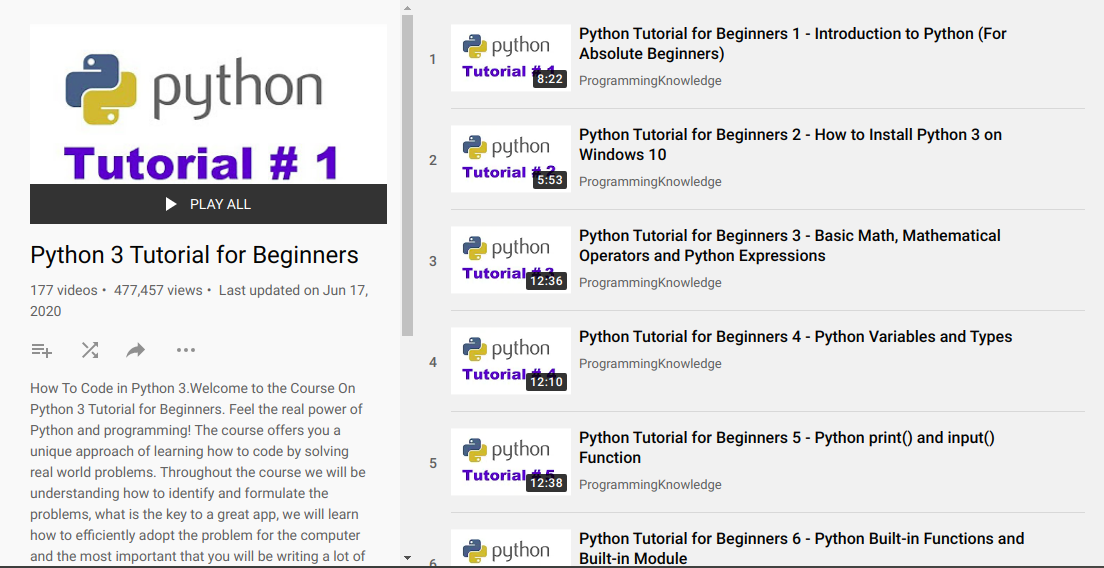 python
Tutorial # 1
PLAY ALL
Python 3 Tutorial for Beginners
177 videos • 477,457 views • Last updated on Jun 17,
2020
How To Code in Python 3.Welcome to the Course On
Python 3 Tutorial for Beginners. Feel the real power of
Python and programming! The course offers you a
unique approach of learning how to code by solving
real world problems. Throughout the course we will be
understanding how to identify and formulate the
problems, what is the key to a great app, we will learn
how to efficiently adopt the problem for the computer
and the most important that you will be writing a lot of
1
python
Tutorial
8:22
Python Tutorial for Beginners 1 - Introduction to Python (For
Absolute Beginners)
ProgrammingKnowledge
2
python
Tutorial
5:53
Python Tutorial for Beginners 2 - How to Install Python 3 on
Windows 10
ProgrammingKnowledge
3
python
Tutorial
12:36
Python Tutorial for Beginners 3 - Basic Math, Mathematical
Operators and Python Expressions
ProgrammingKnowledge
4
python
Tutorial
12:10
Python Tutorial for Beginners 4 - Python Variables and Types
ProgrammingKnowledge
5
python
Tutorial
12:38
Python Tutorial for Beginners 5 - Python print() and input()
Function
ProgrammingKnowledge
6
python
Python Tutorial for Beginners 6 - Python Built-in Functions and
Built-in Module